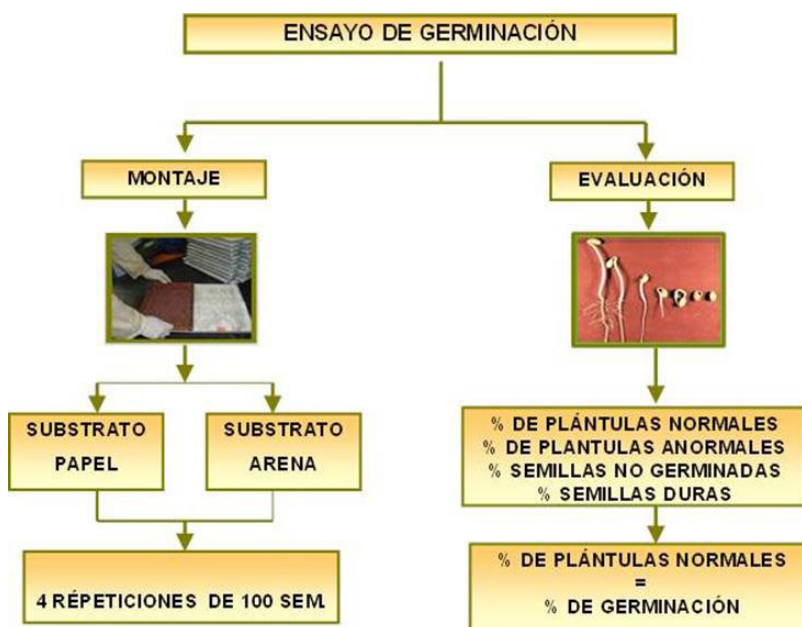 ENSAYO DE GERMINACIÓN
MONTAJE
EVALUACIÓN
SUBSTRATO
PAPEL
SUBSTRATO
ARENA
4 RÉPETICIONES DE 100 SEM.
% DE PLÁNTULAS NORMALES
% DE PLANTULAS ANORMALES
% SEMILLAS NO GERMINADAS
% SEMILLAS DURAS
% DE PLÁNTULAS NORMALES
=
% DE GERMINACIÓN